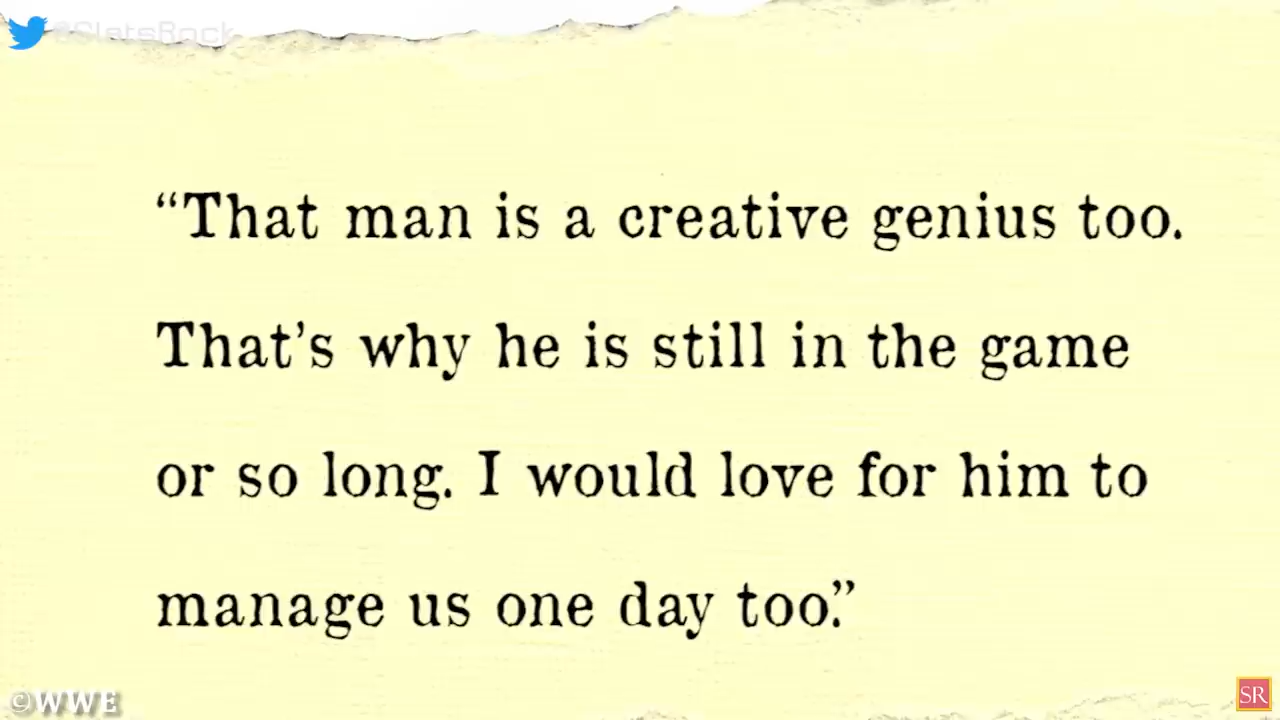 @SlatsRock
“That man is a creative genius too.
That’s why he is still in the game
or so long. I would love for him to
manage us one day too.”
©WWE
SR